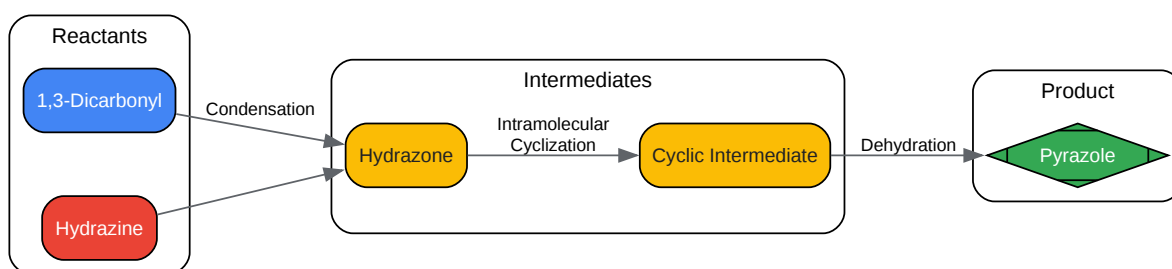 Reactants
1,3-Dicarbonyl
Hydrazine
Condensation
Intermediates
Hydrazone
Intramolecular
Cyclization
Cyclic Intermediate
Dehydration
Product
Pyrazole